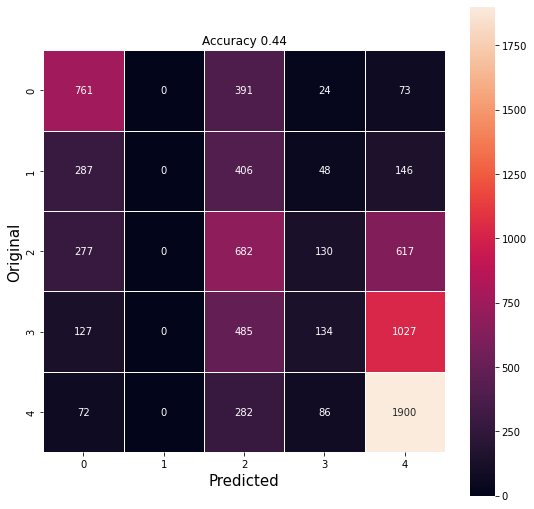 Accuracy 0.44
Original
0 761 0 391 24 73
1 287 0 406 48 146
2 277 0 682 130 617
3 127 0 485 134 1027
4 72 0 282 86 1900
0 1 2 3 4
Predicted
1750
1500
1250
1000
750
500
250
0